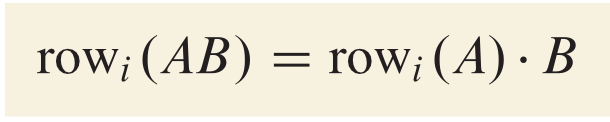 rowᵢ(AB) = rowᵢ(A) · B